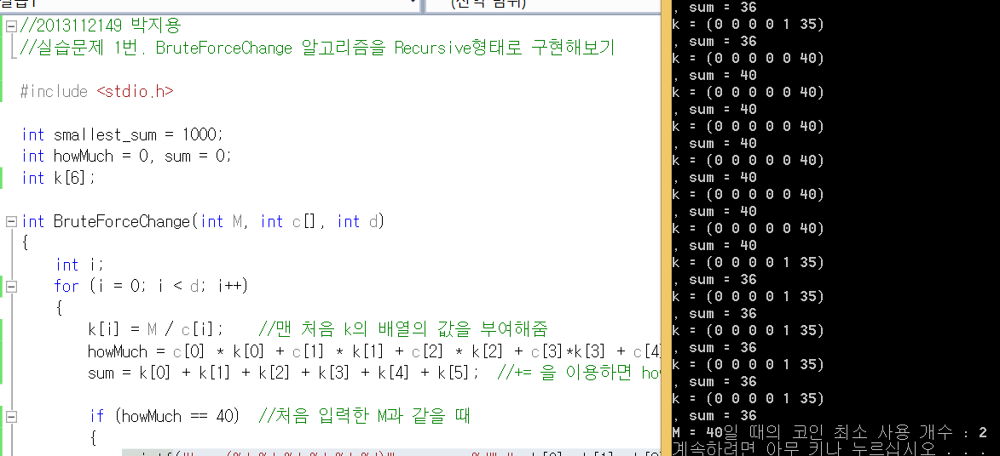 //2013112149 박지용
//실습문제 1번. BruteForceChange 알고리즘을 Recursive형태로 구현해보기
#include <stdio.h>
int smallest_sum = 1000;
int howMuch = 0, sum = 0;
int k[6];
int BruteForceChange(int M, int c[], int d)
{
int i;
for (i = 0; i < d; i++)
{
k[i] = M / c[i]; //맨 처음 k의 배열의 값을 부여해줌
howMuch = c[0] * k[0] + c[1] * k[1] + c[2] * k[2] + c[3]*k[3] + c[4]
sum = k[0] + k[1] + k[2] + k[3] + k[4] + k[5]; //+= 을 이용하면 how
if (howMuch == 40) //처음 입력한 M과 같을 때
{
, sum = 36
k = (0 0 0 0 1 35)
, sum = 36
k = (0 0 0 0 0 40)
, sum = 40
k = (0 0 0 0 0 40)
, sum = 40
k = (0 0 0 0 0 40)
, sum = 40
k = (0 0 0 0 0 40)
, sum = 40
k = (0 0 0 0 0 40)
, sum = 40
k = (0 0 0 0 0 40)
, sum = 40
k = (0 0 0 0 1 35)
, sum = 36
k = (0 0 0 0 1 35)
, sum = 36
k = (0 0 0 0 1 35)
, sum = 36
k = (0 0 0 0 1 35)
, sum = 36
k = (0 0 0 0 1 35)
, sum = 36
M = 40일 때의 코인 최소 사용 개수 : 2
계속하려면 아무 키나 누르십시오 . . .